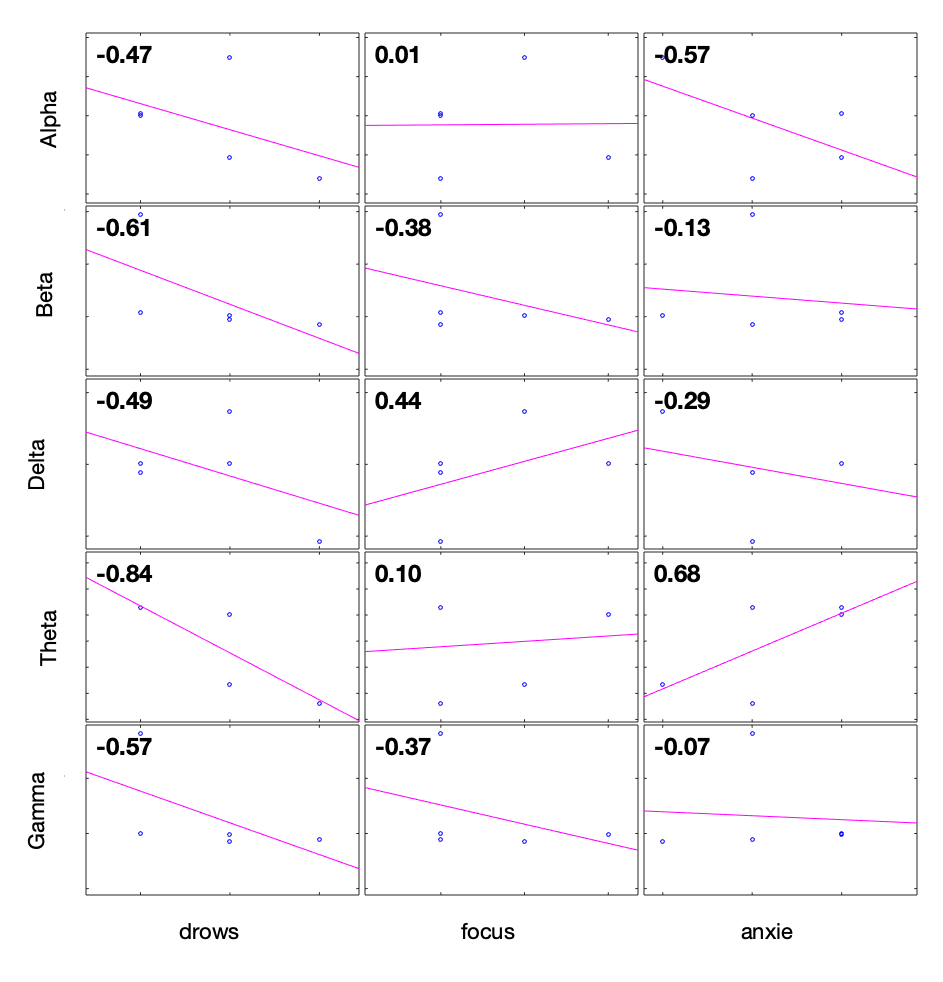 Alpha -0.47 0.01 -0.57
Beta -0.61 -0.38 -0.13
Delta -0.49 0.44 -0.29
Theta -0.84 0.10 0.68
Gamma -0.57 -0.37 -0.07
drows focus anxie